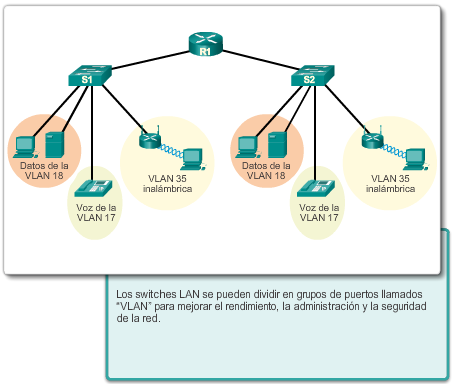 R1
S1
S2
Datos de la
VLAN 18
VLAN 35
inalámbrica
Voz de la
VLAN 17
Datos de la
VLAN 18
VLAN 35
inalámbrica
Voz de la
VLAN 17
Los switches LAN se pueden dividir en grupos de puertos llamados
“VLAN” para mejorar el rendimiento, la administración y la seguridad
de la red.